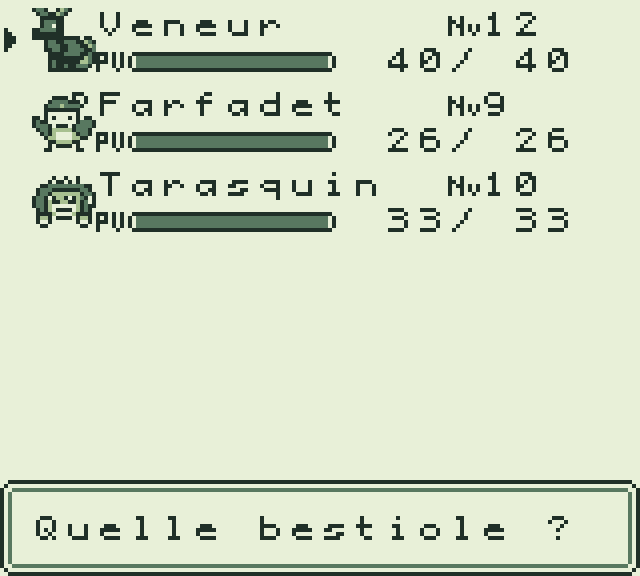 Veneur Nv12
PV 40/ 40
Farfadet Nv9
PV 26/ 26
Tarasquin Nv10
PV 33/ 33
Quelle bestiole ?